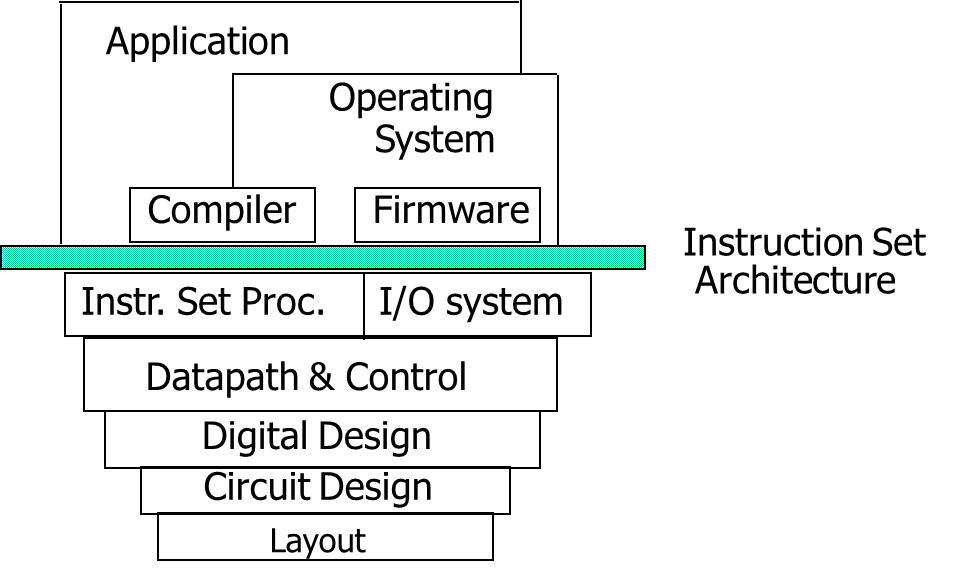 Application
Operating
System
Compiler
Firmware
Instruction Set
Architecture
Instr. Set Proc.
I/O system
Datapath & Control
Digital Design
Circuit Design
Layout